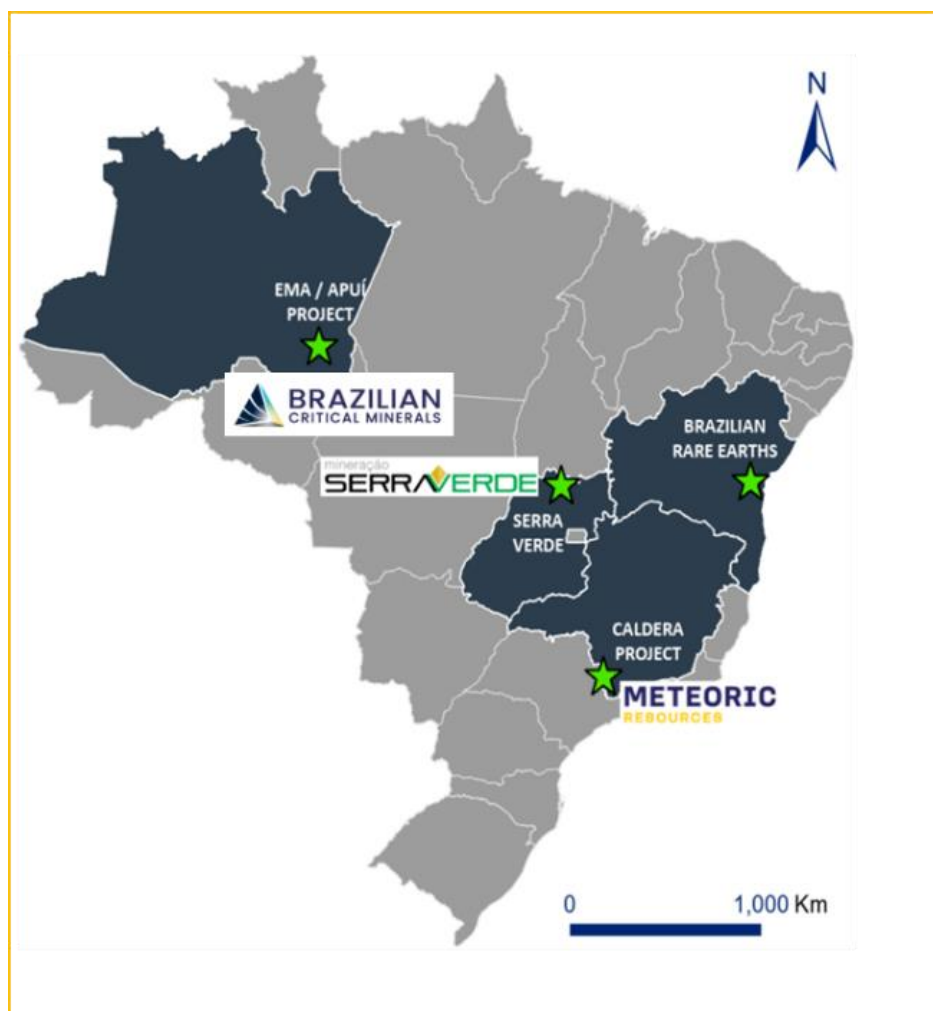 N
EMA / APUÍ
PROJECT
BRAZILIAN
CRITICAL MINERALS
BRAZILIAN
RARE EARTHS
mineração
SERRAVERDE
SERRA
VERDE
CALDERA
PROJECT
METEORIC
RESOURCES
0 1,000 Km